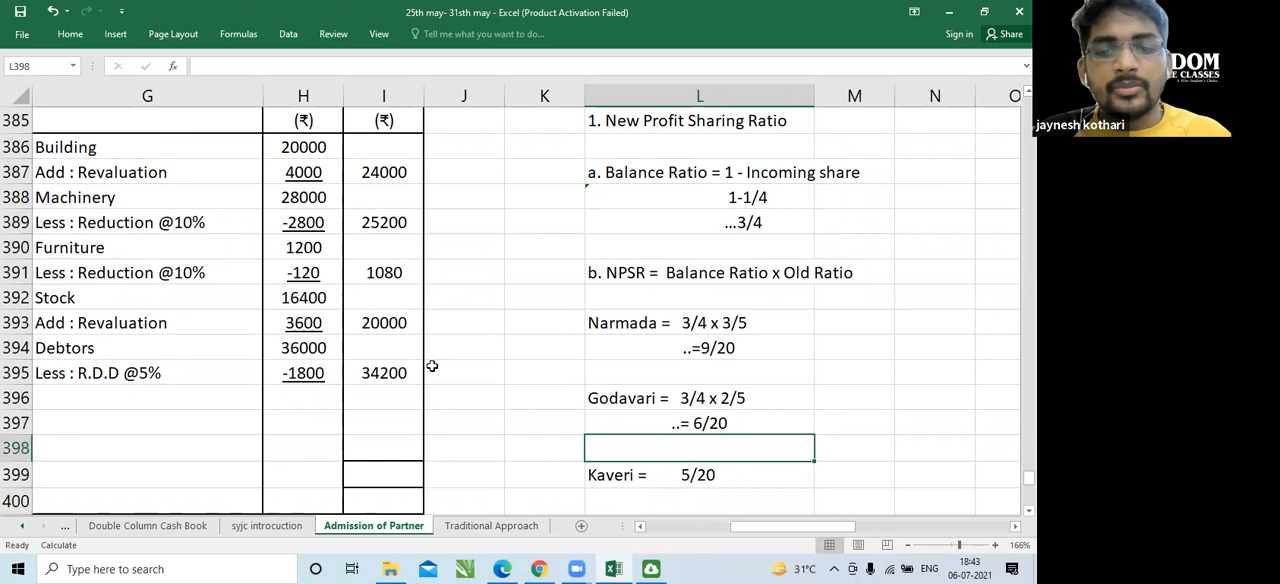 25th may- 31sth may - Excel (Product Activation Failed)
File Home Insert Page Layout Formulas Data Review View Tell me what you want to do... Sign in Share
L398 fx
G H I J K L M N O
385 (₹) (₹) 1. New Profit Sharing Ratio
386 Building 20000
387 Add : Revaluation 4000 24000 a. Balance Ratio = 1 - Incoming share
388 Machinery 28000 1-1/4
389 Less : Reduction @10% -2800 25200 ...3/4
390 Furniture 1200
391 Less : Reduction @10% -120 1080 b. NPSR = Balance Ratio x Old Ratio
392 Stock 16400
393 Add : Revaluation 3600 20000 Narmada = 3/4 x 3/5
394 Debtors 36000 ..=9/20
395 Less : R.D.D @5% -1800 34200
396 Godavari = 3/4 x 2/5
397 ..= 6/20
398
399 Kaveri = 5/20
400
... Double Column Cash Book syjc introcuction Admission of Partner Traditional Approach
Ready Calculate 166%
Type here to search 31°C ENG 18:43
06-07-2021
DOM
E CLASSES
jaynesh kothari